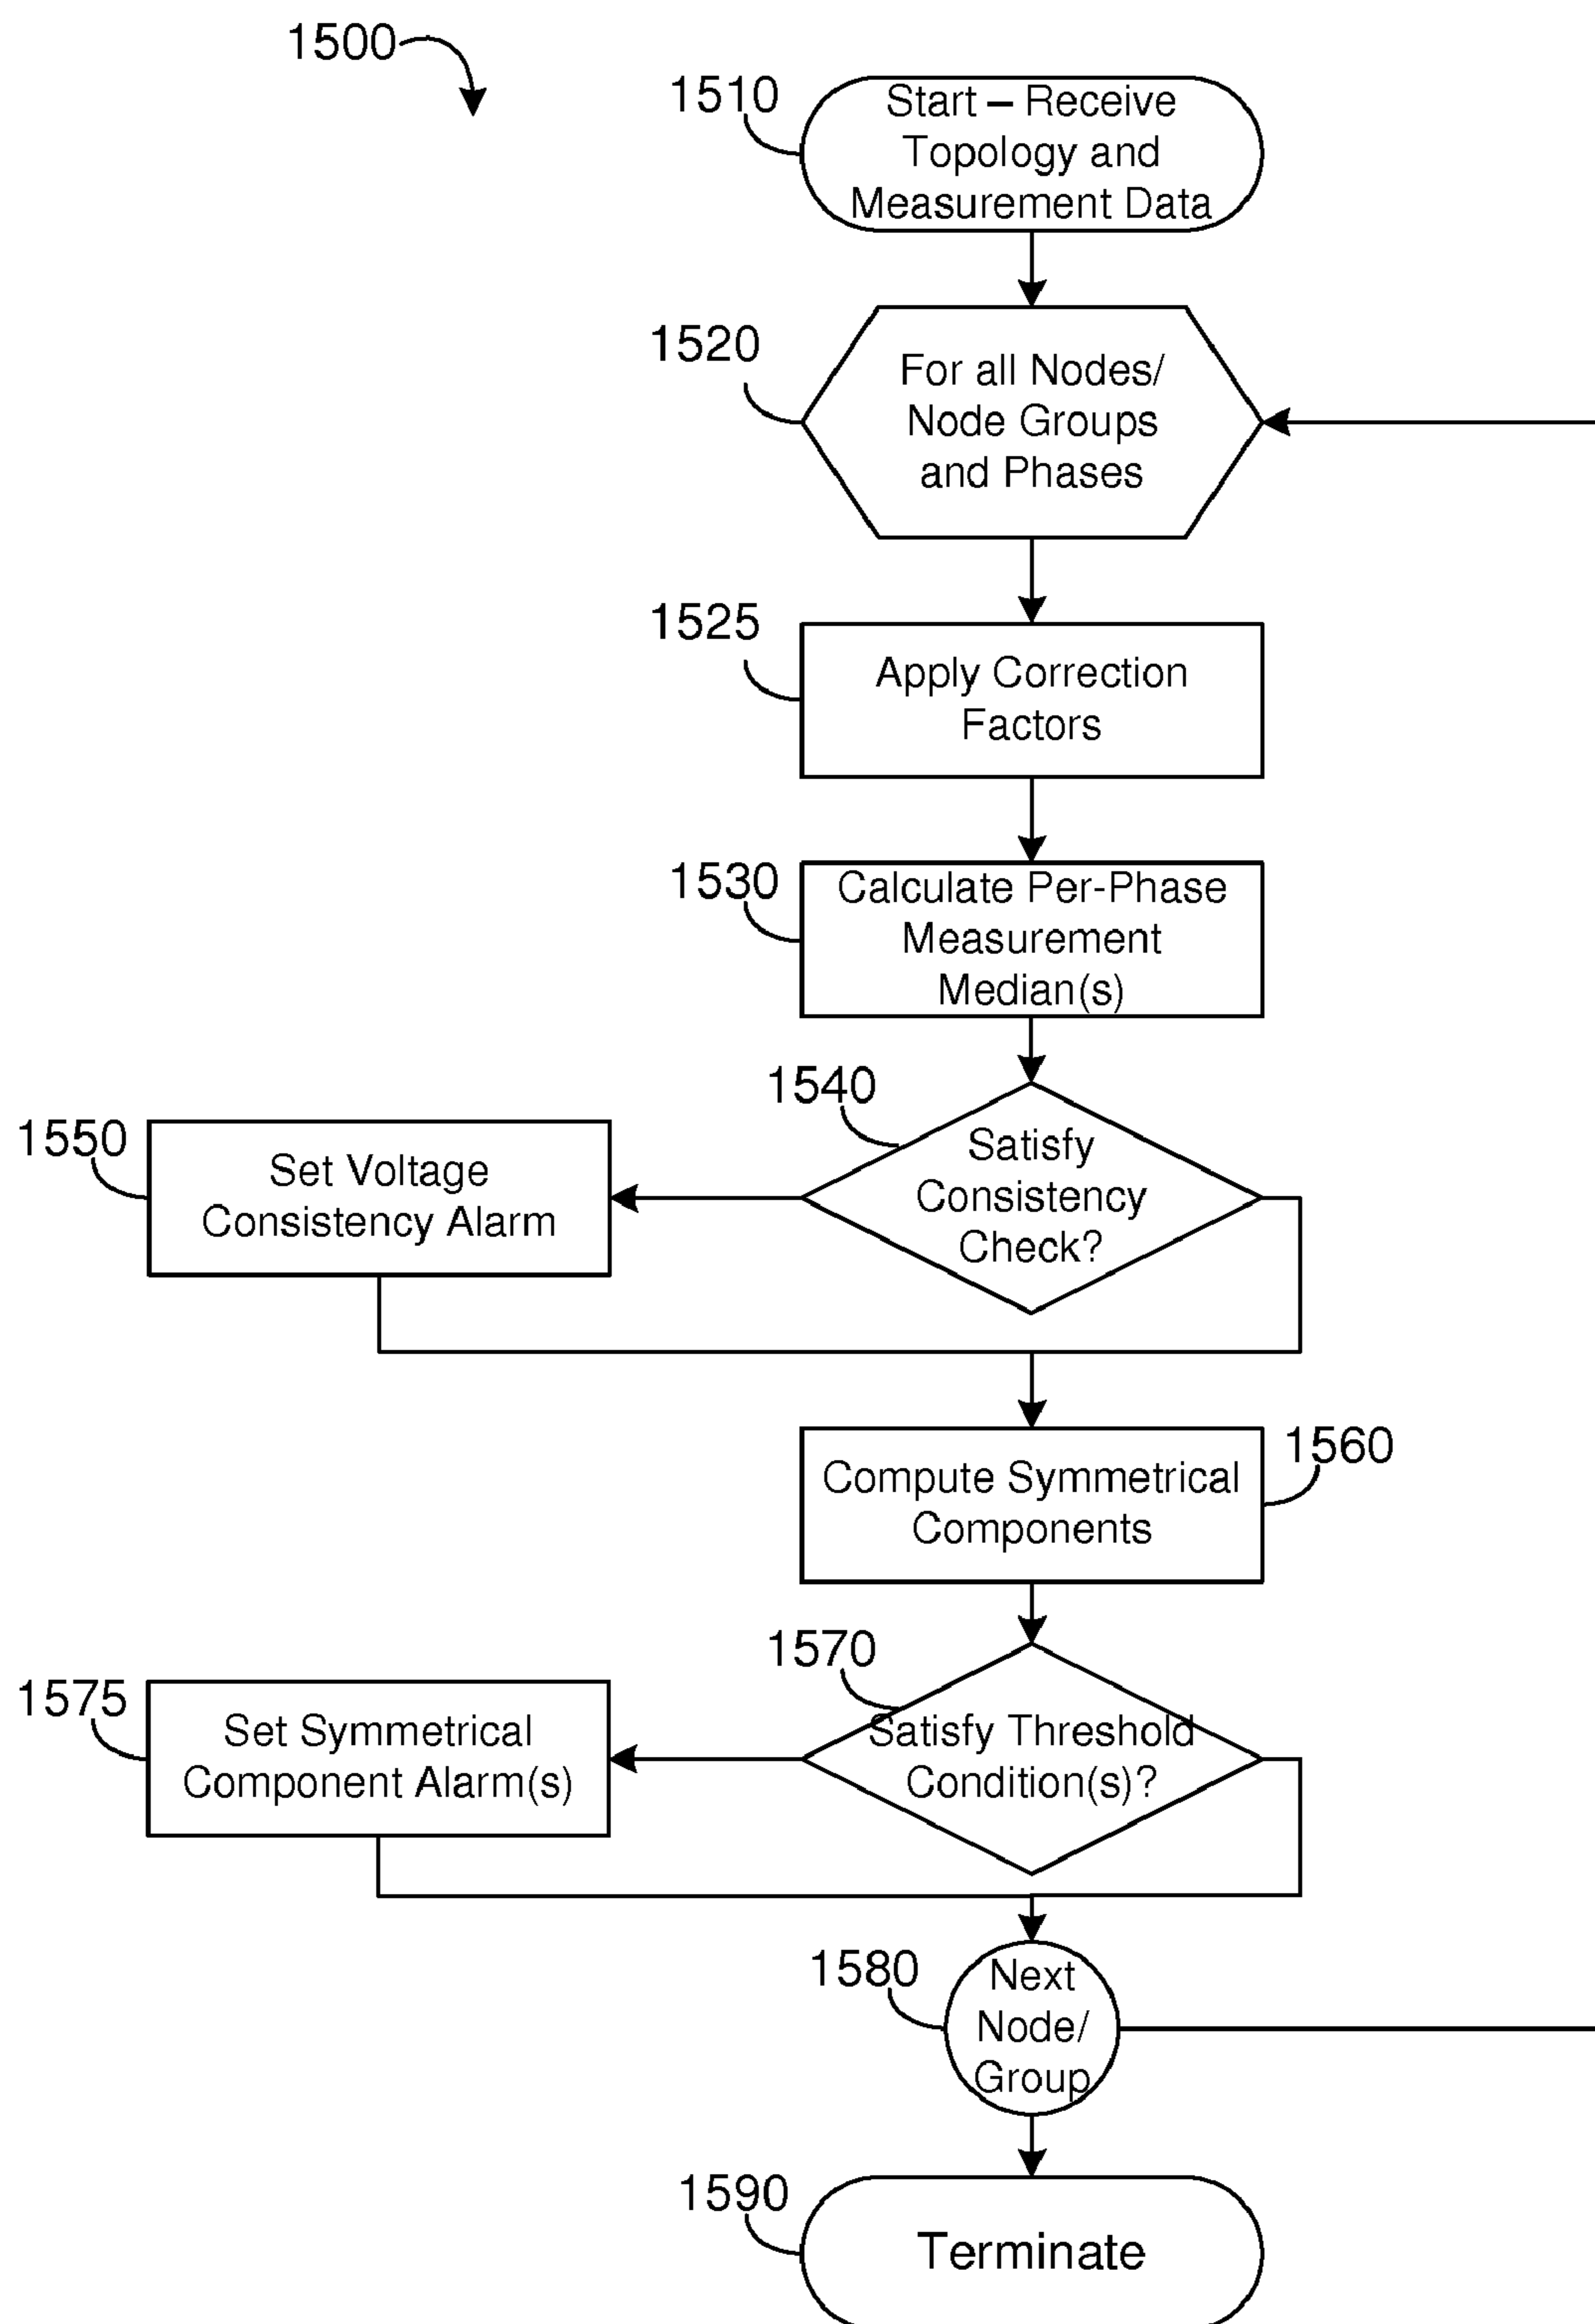 1500
1510
Start – Receive
Topology and
Measurement Data
1520
For all Nodes/
Node Groups
and Phases
1525
Apply Correction
Factors
1530
Calculate Per-Phase
Measurement
Median(s)
1540
Satisfy
Consistency
Check?
1550
Set Voltage
Consistency Alarm
1560
Compute Symmetrical
Components
1570
Satisfy Threshold
Condition(s)?
1575
Set Symmetrical
Component Alarm(s)
1580
Next
Node/
Group
1590
Terminate